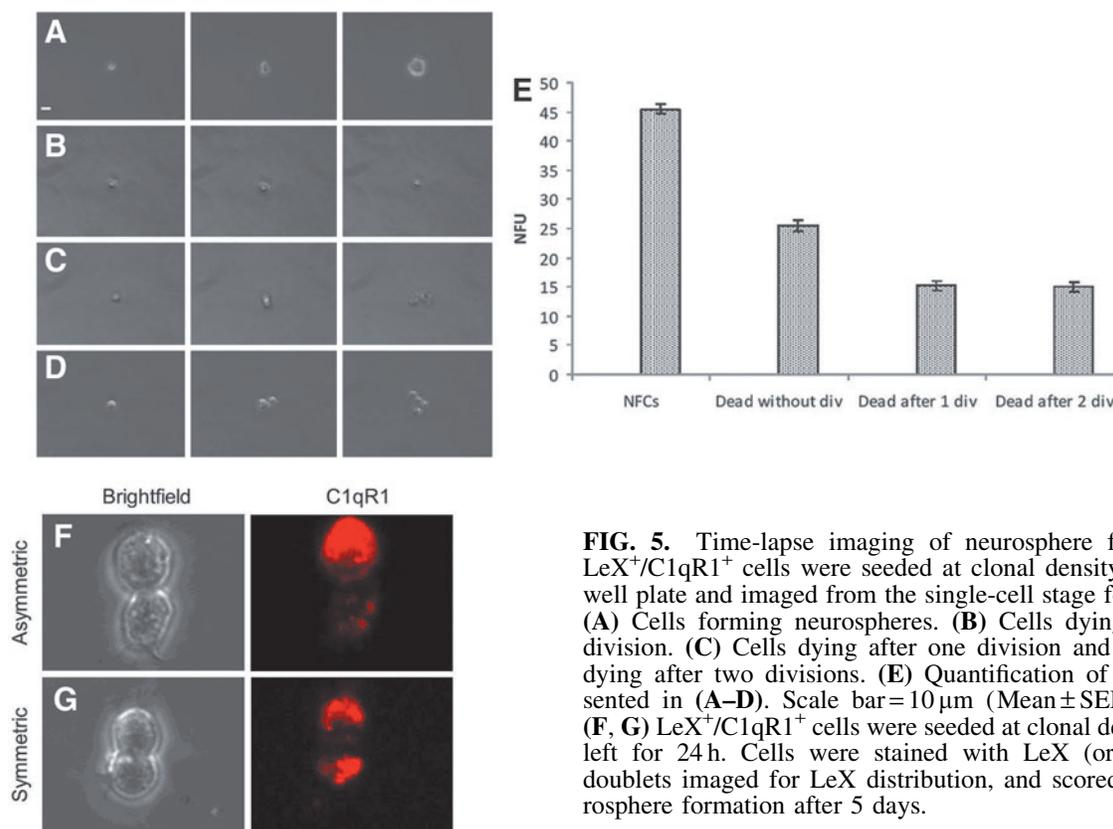 A
B
C
D
E
50
45
40
35
30
25
20
15
10
5
0
NFU
NFCs Dead without div Dead after 1 div Dead after 2 div
Brightfield C1qR1
F
Asymmetric
G
Symmetric
FIG. 5. Time-lapse imaging of neurosphere
LeX+/C1qR1+ cells were seeded at clonal density
well plate and imaged from the single-cell stage
(A) Cells forming neurospheres. (B) Cells dying
division. (C) Cells dying after one division and
dying after two divisions. (E) Quantification of
sented in (A–D). Scale bar = 10 μm (Mean ± SE
(F, G) LeX+/C1qR1+ cells were seeded at clonal de
left for 24 h. Cells were stained with LeX (or
doublets imaged for LeX distribution, and scored
rosphere formation after 5 days.